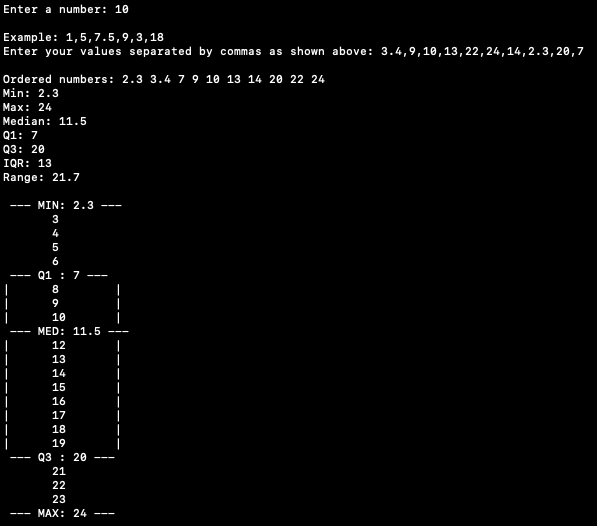 Enter a number: 10
Example: 1,5,7.5,9,3,18
Enter your values separated by commas as shown above: 3.4,9,10,13,22,24,14,2.3,20,7
Ordered numbers: 2.3 3.4 7 9 10 13 14 20 22 24
Min: 2.3
Max: 24
Median: 11.5
Q1: 7
Q3: 20
IQR: 13
Range: 21.7
--- MIN: 2.3 ---
3
4
5
6
--- Q1 : 7 ---
| 8 |
| 9 |
| 10 |
--- MED: 11.5 ---
| 12 |
| 13 |
| 14 |
| 15 |
| 16 |
| 17 |
| 18 |
| 19 |
--- Q3 : 20 ---
21
22
23
--- MAX: 24 ---